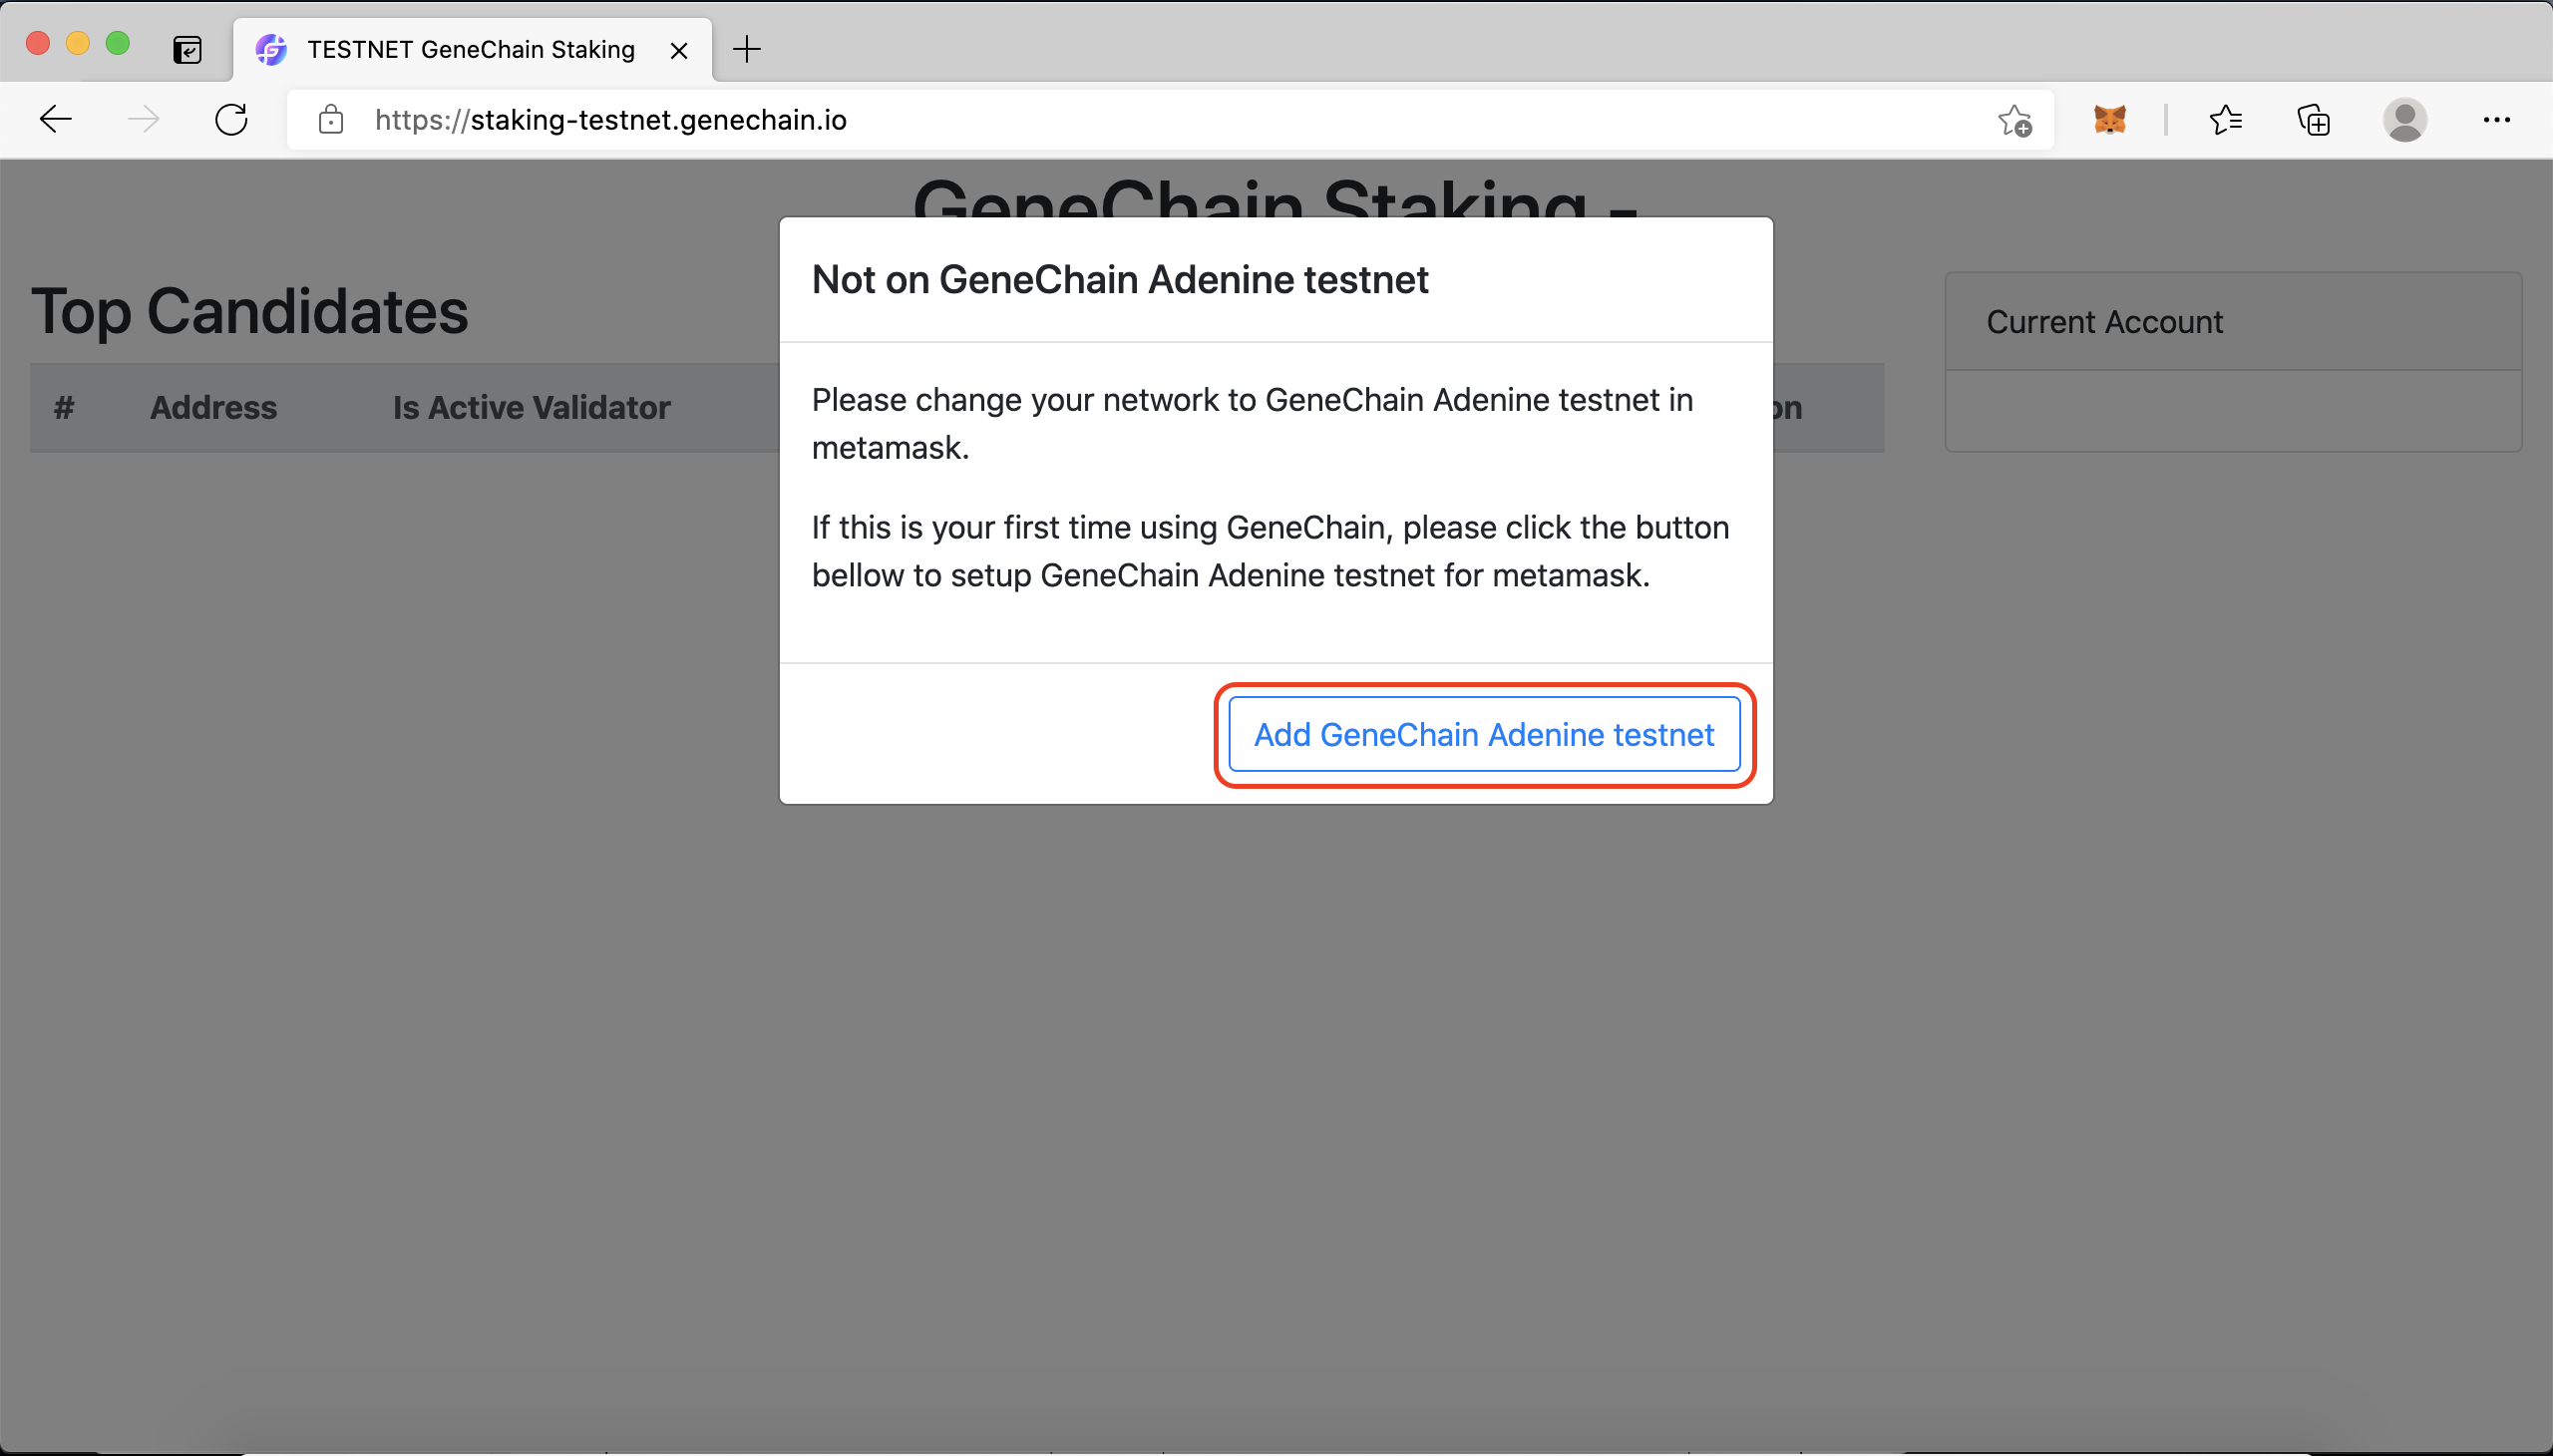 TESTNET GeneChain Staking
https://staking-testnet.genechain.io
GeneChain Staking -
Not on GeneChain Adenine testnet
Top Candidates
Current Account
# Address Is Active Validator
Please change your network to GeneChain Adenine testnet in
metamask.
If this is your first time using GeneChain, please click the button
bellow to setup GeneChain Adenine testnet for metamask.
Add GeneChain Adenine testnet